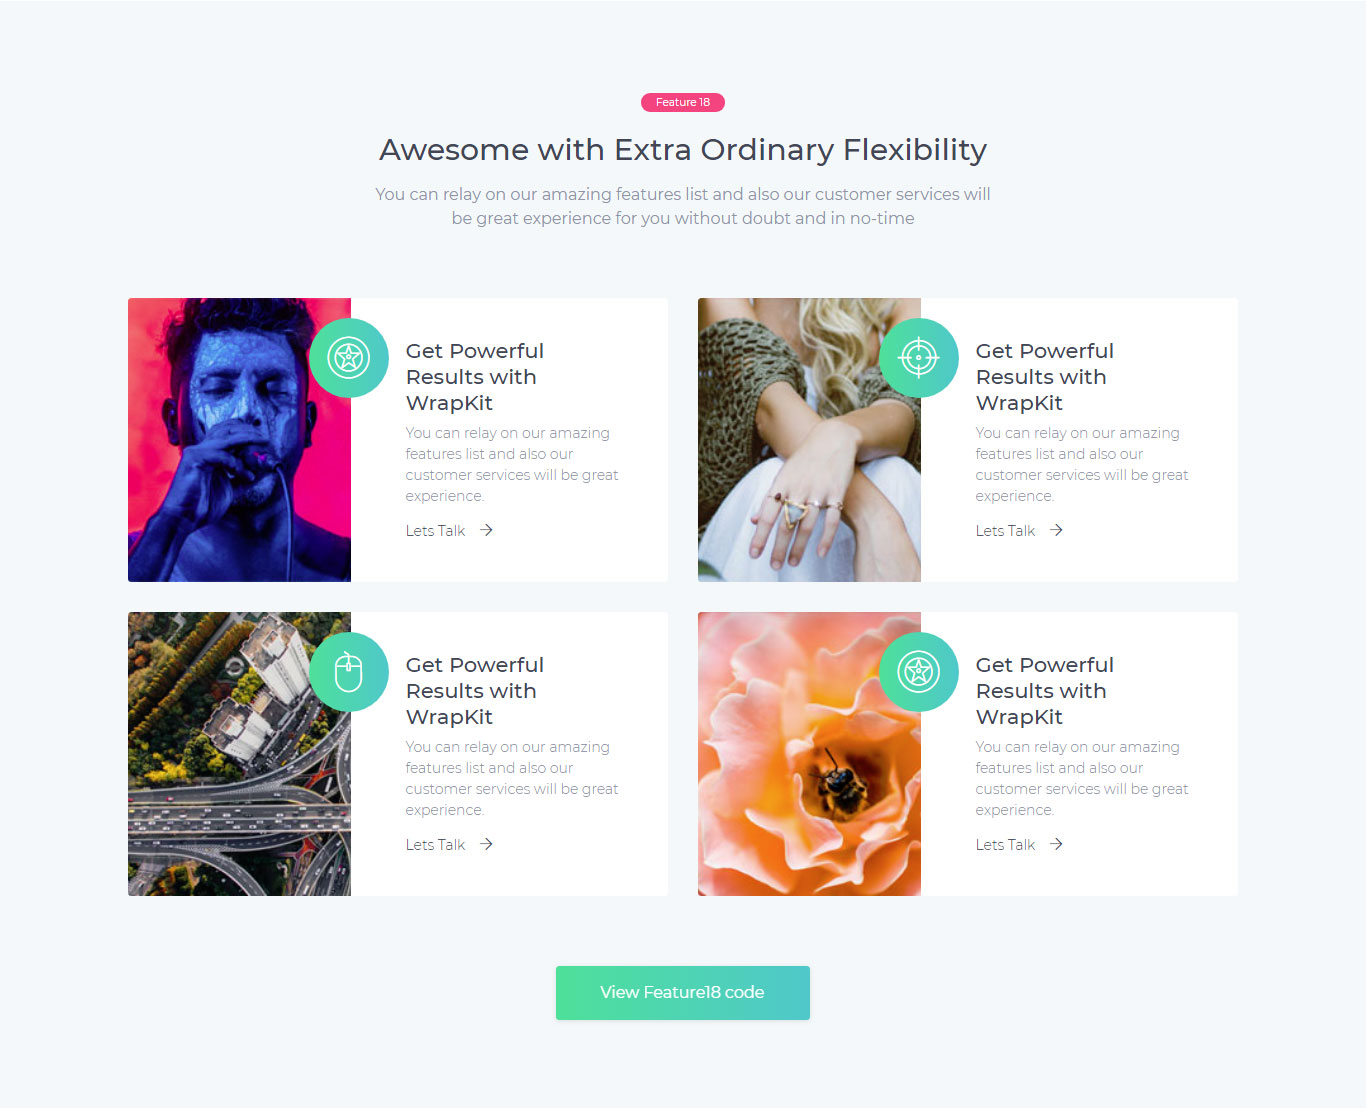 Feature 18
Awesome with Extra Ordinary Flexibility
You can relay on our amazing features list and also our customer services will
be great experience for you without doubt and in no-time
Get Powerful
Results with
WrapKit
You can relay on our amazing
features list and also our
customer services will be great
experience.
Lets Talk
Get Powerful
Results with
WrapKit
You can relay on our amazing
features list and also our
customer services will be great
experience.
Lets Talk
Get Powerful
Results with
WrapKit
You can relay on our amazing
features list and also our
customer services will be great
experience.
Lets Talk
Get Powerful
Results with
WrapKit
You can relay on our amazing
features list and also our
customer services will be great
experience.
Lets Talk
View Feature18 code